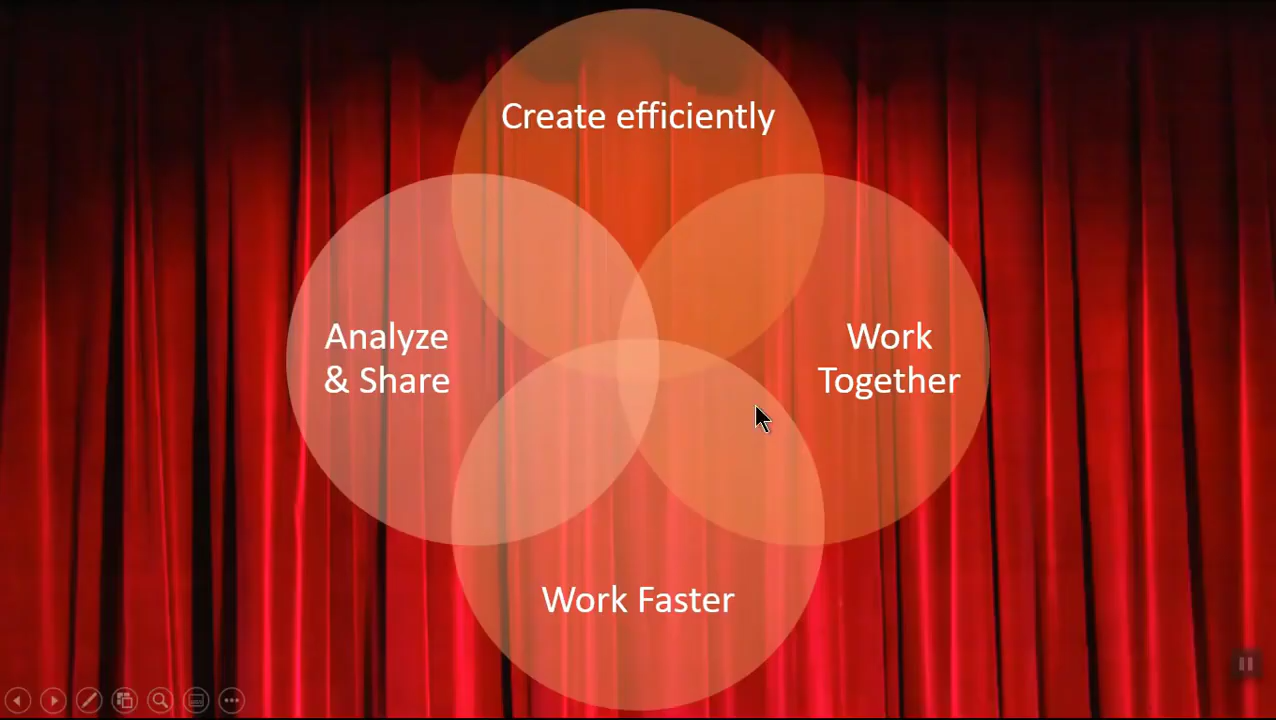 Create efficiently
Analyze
& Share
Work
Together
Work Faster